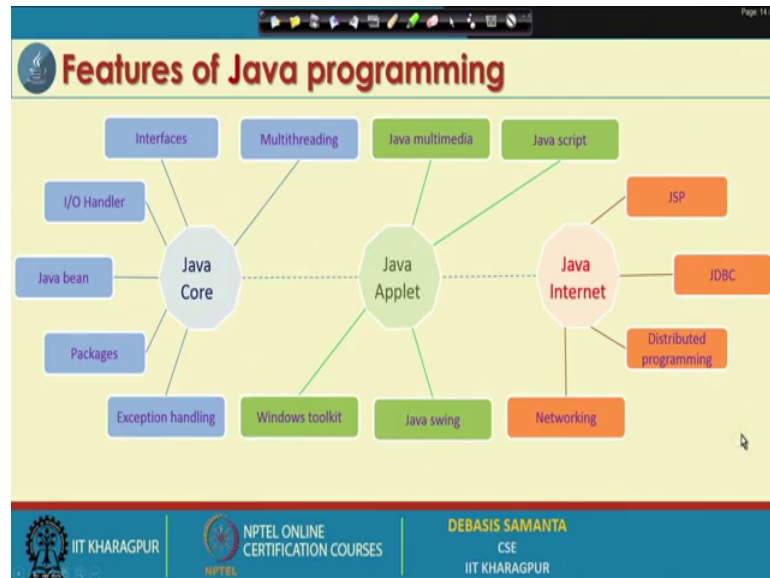 Page: 14
Features of Java programming
Interfaces
Multithreading
Java multimedia
Java script
I/O Handler
JSP
Java bean
Java
Core
Java
Applet
Java
Internet
JDBC
Packages
Distributed
programming
Exception handling
Windows toolkit
Java swing
Networking
IIT KHARAGPUR
NPTEL
NPTEL ONLINE
CERTIFICATION COURSES
DEBASIS SAMANTA
CSE
IIT KHARAGPUR